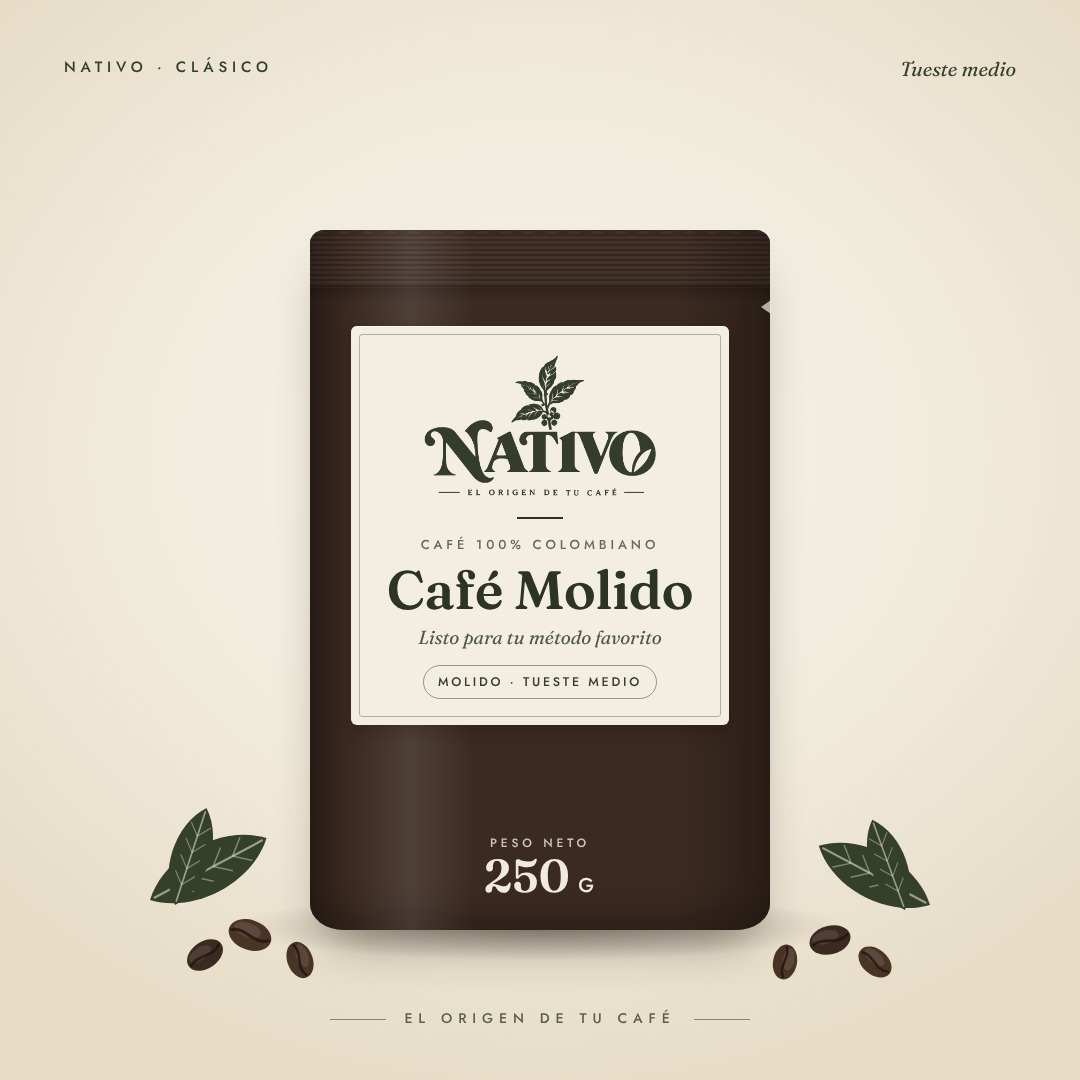 NATIVO · CLÁSICO
Tueste medio
NATIVO
EL ORIGEN DE TU CAFÉ
CAFÉ 100% COLOMBIANO
Café Molido
Listo para tu método favorito
MOLIDO · TUESTE MEDIO
PESO NETO
250 G
EL ORIGEN DE TU CAFÉ